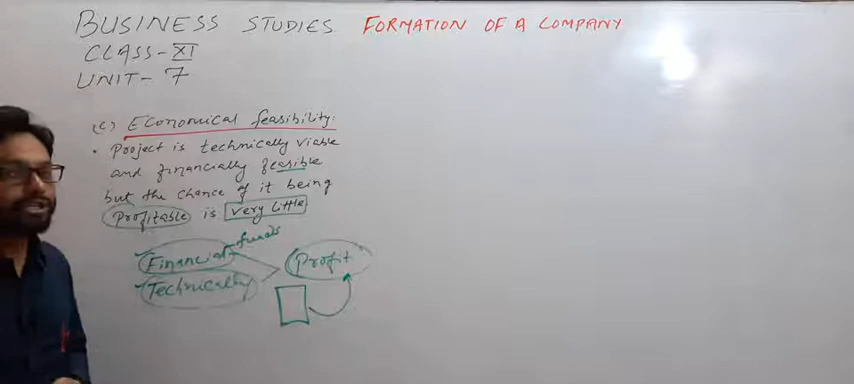 BUSINESS STUDIES FORMATION OF A COMPANY
CLASS-XI
UNIT-7
(C) Economical feasibility:
• Project is technically viable
and financially feasible
but the chance of it being
Profitable is very little
funds
Financial Profit
Technically